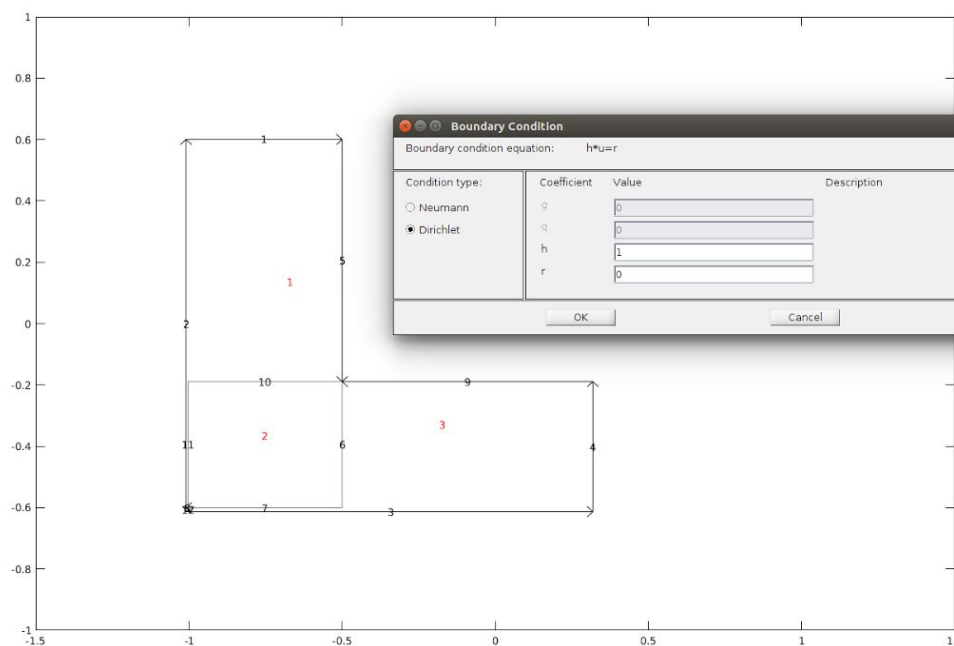 1
0.8
0.6
0.4
0.2
0
-0.2
-0.4
-0.6
-0.8
-1
-1.5
-1
-0.5
0
0.5
1
1
2
5
1
10
9
11
2
6
3
4
7
3
Boundary Condition
Boundary condition equation: h*u=r
Condition type:
Neumann
Dirichlet
Coefficient Value Description
g 0
q 0
h 1
r 0
OK Cancel